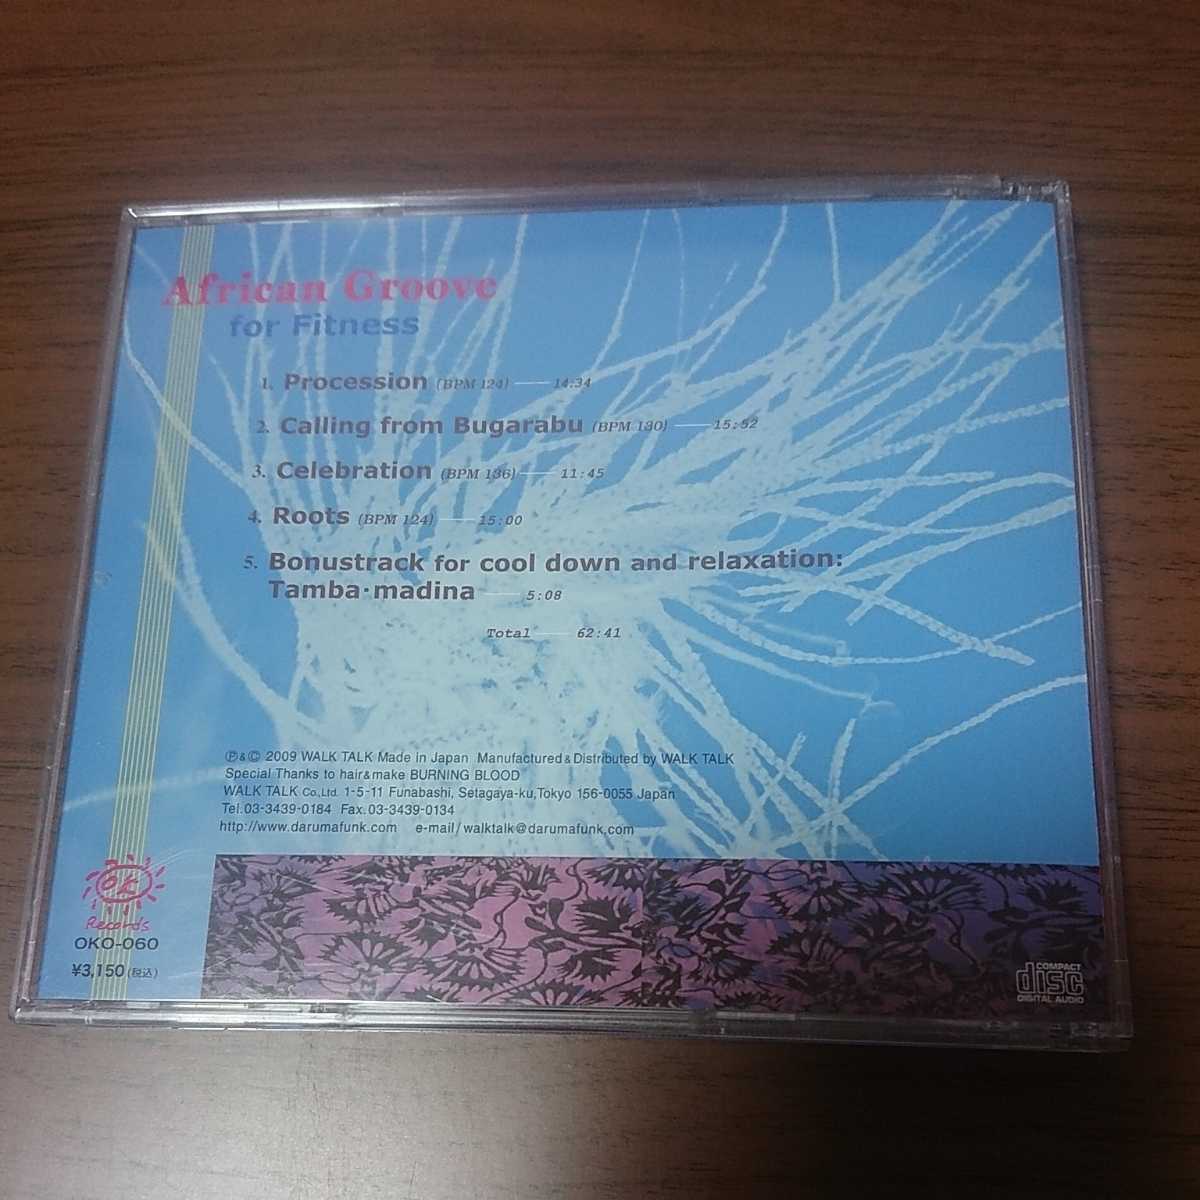 African Groove
for Fitness
1. Procession (BPM 124) 14:34
2. Calling from Bugarabu (BPM 130) 15:52
3. Celebration (BPM 136) 11:45
4. Roots (BPM 124) 15:00
5. Bonustrack for cool down and relaxation:
Tamba・madina 5:08
Total 62:41
Ⓟ&© 2009 WALK TALK Made in Japan Manufactured & Distributed by WALK TALK
Special Thanks to hair&make BURNING BLOOD
WALK TALK Co.,Ltd. 1-5-11 Funabashi, Setagaya-ku, Tokyo 156-0055 Japan
Tel.03-3439-0184 Fax.03-3439-0134
http://www.darumafunk.com e-mail/walktalk@darumafunk.com
OK
Records
OKO-060
¥3,150(税込)
COMPACT
disc
DIGITAL AUDIO